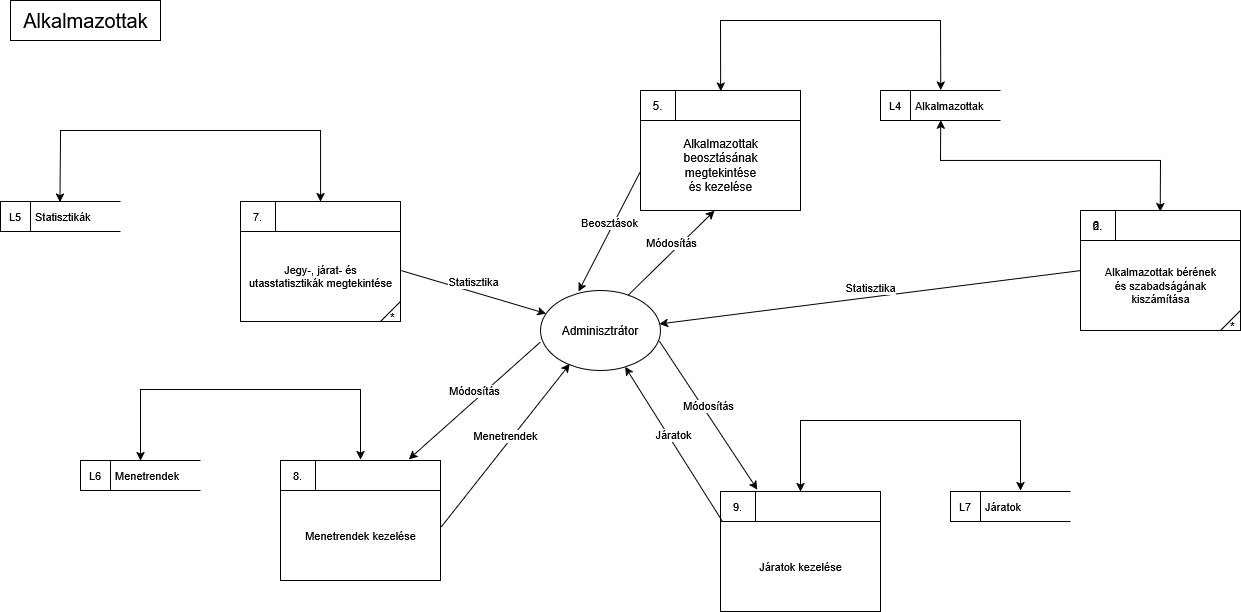 Alkalmazottak
5.
Alkalmazottak
beosztásának
megtekintése
és kezelése
L4
Alkalmazottak
L5
Statisztikák
7.
Jegy-, járat- és
utasstatisztikák megtekintése
*
Beosztások
Módosítás
Statisztika
Statisztika
Alkalmazottak bérének
és szabadságának
kiszámítása
*
Adminisztrátor
Módosítás
Menetrendek
Módosítás
Járatok
L6
Menetrendek
8.
Menetrendek kezelése
9.
Járatok kezelése
L7
Járatok